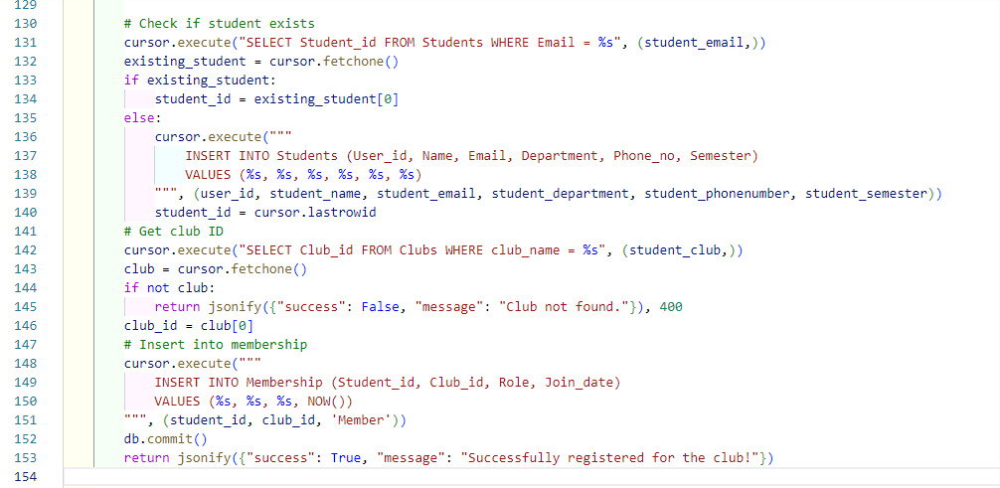 129
130 # Check if student exists
131 cursor.execute("SELECT Student_id FROM Students WHERE Email = %s", (student_email,))
132 existing_student = cursor.fetchone()
133 if existing_student:
134     student_id = existing_student[0]
135 else:
136     cursor.execute("""
137         INSERT INTO Students (User_id, Name, Email, Department, Phone_no, Semester)
138         VALUES (%s, %s, %s, %s, %s, %s)
139     """, (user_id, student_name, student_email, student_department, student_phonenumber, student_semester))
140     student_id = cursor.lastrowid
141 # Get club ID
142 cursor.execute("SELECT Club_id FROM Clubs WHERE club_name = %s", (student_club,))
143 club = cursor.fetchone()
144 if not club:
145     return jsonify({"success": False, "message": "Club not found."}), 400
146 club_id = club[0]
147 # Insert into membership
148 cursor.execute("""
149     INSERT INTO Membership (Student_id, Club_id, Role, Join_date)
150     VALUES (%s, %s, %s, NOW())
151 """, (student_id, club_id, 'Member'))
152 db.commit()
153 return jsonify({"success": True, "message": "Successfully registered for the club!"})
154